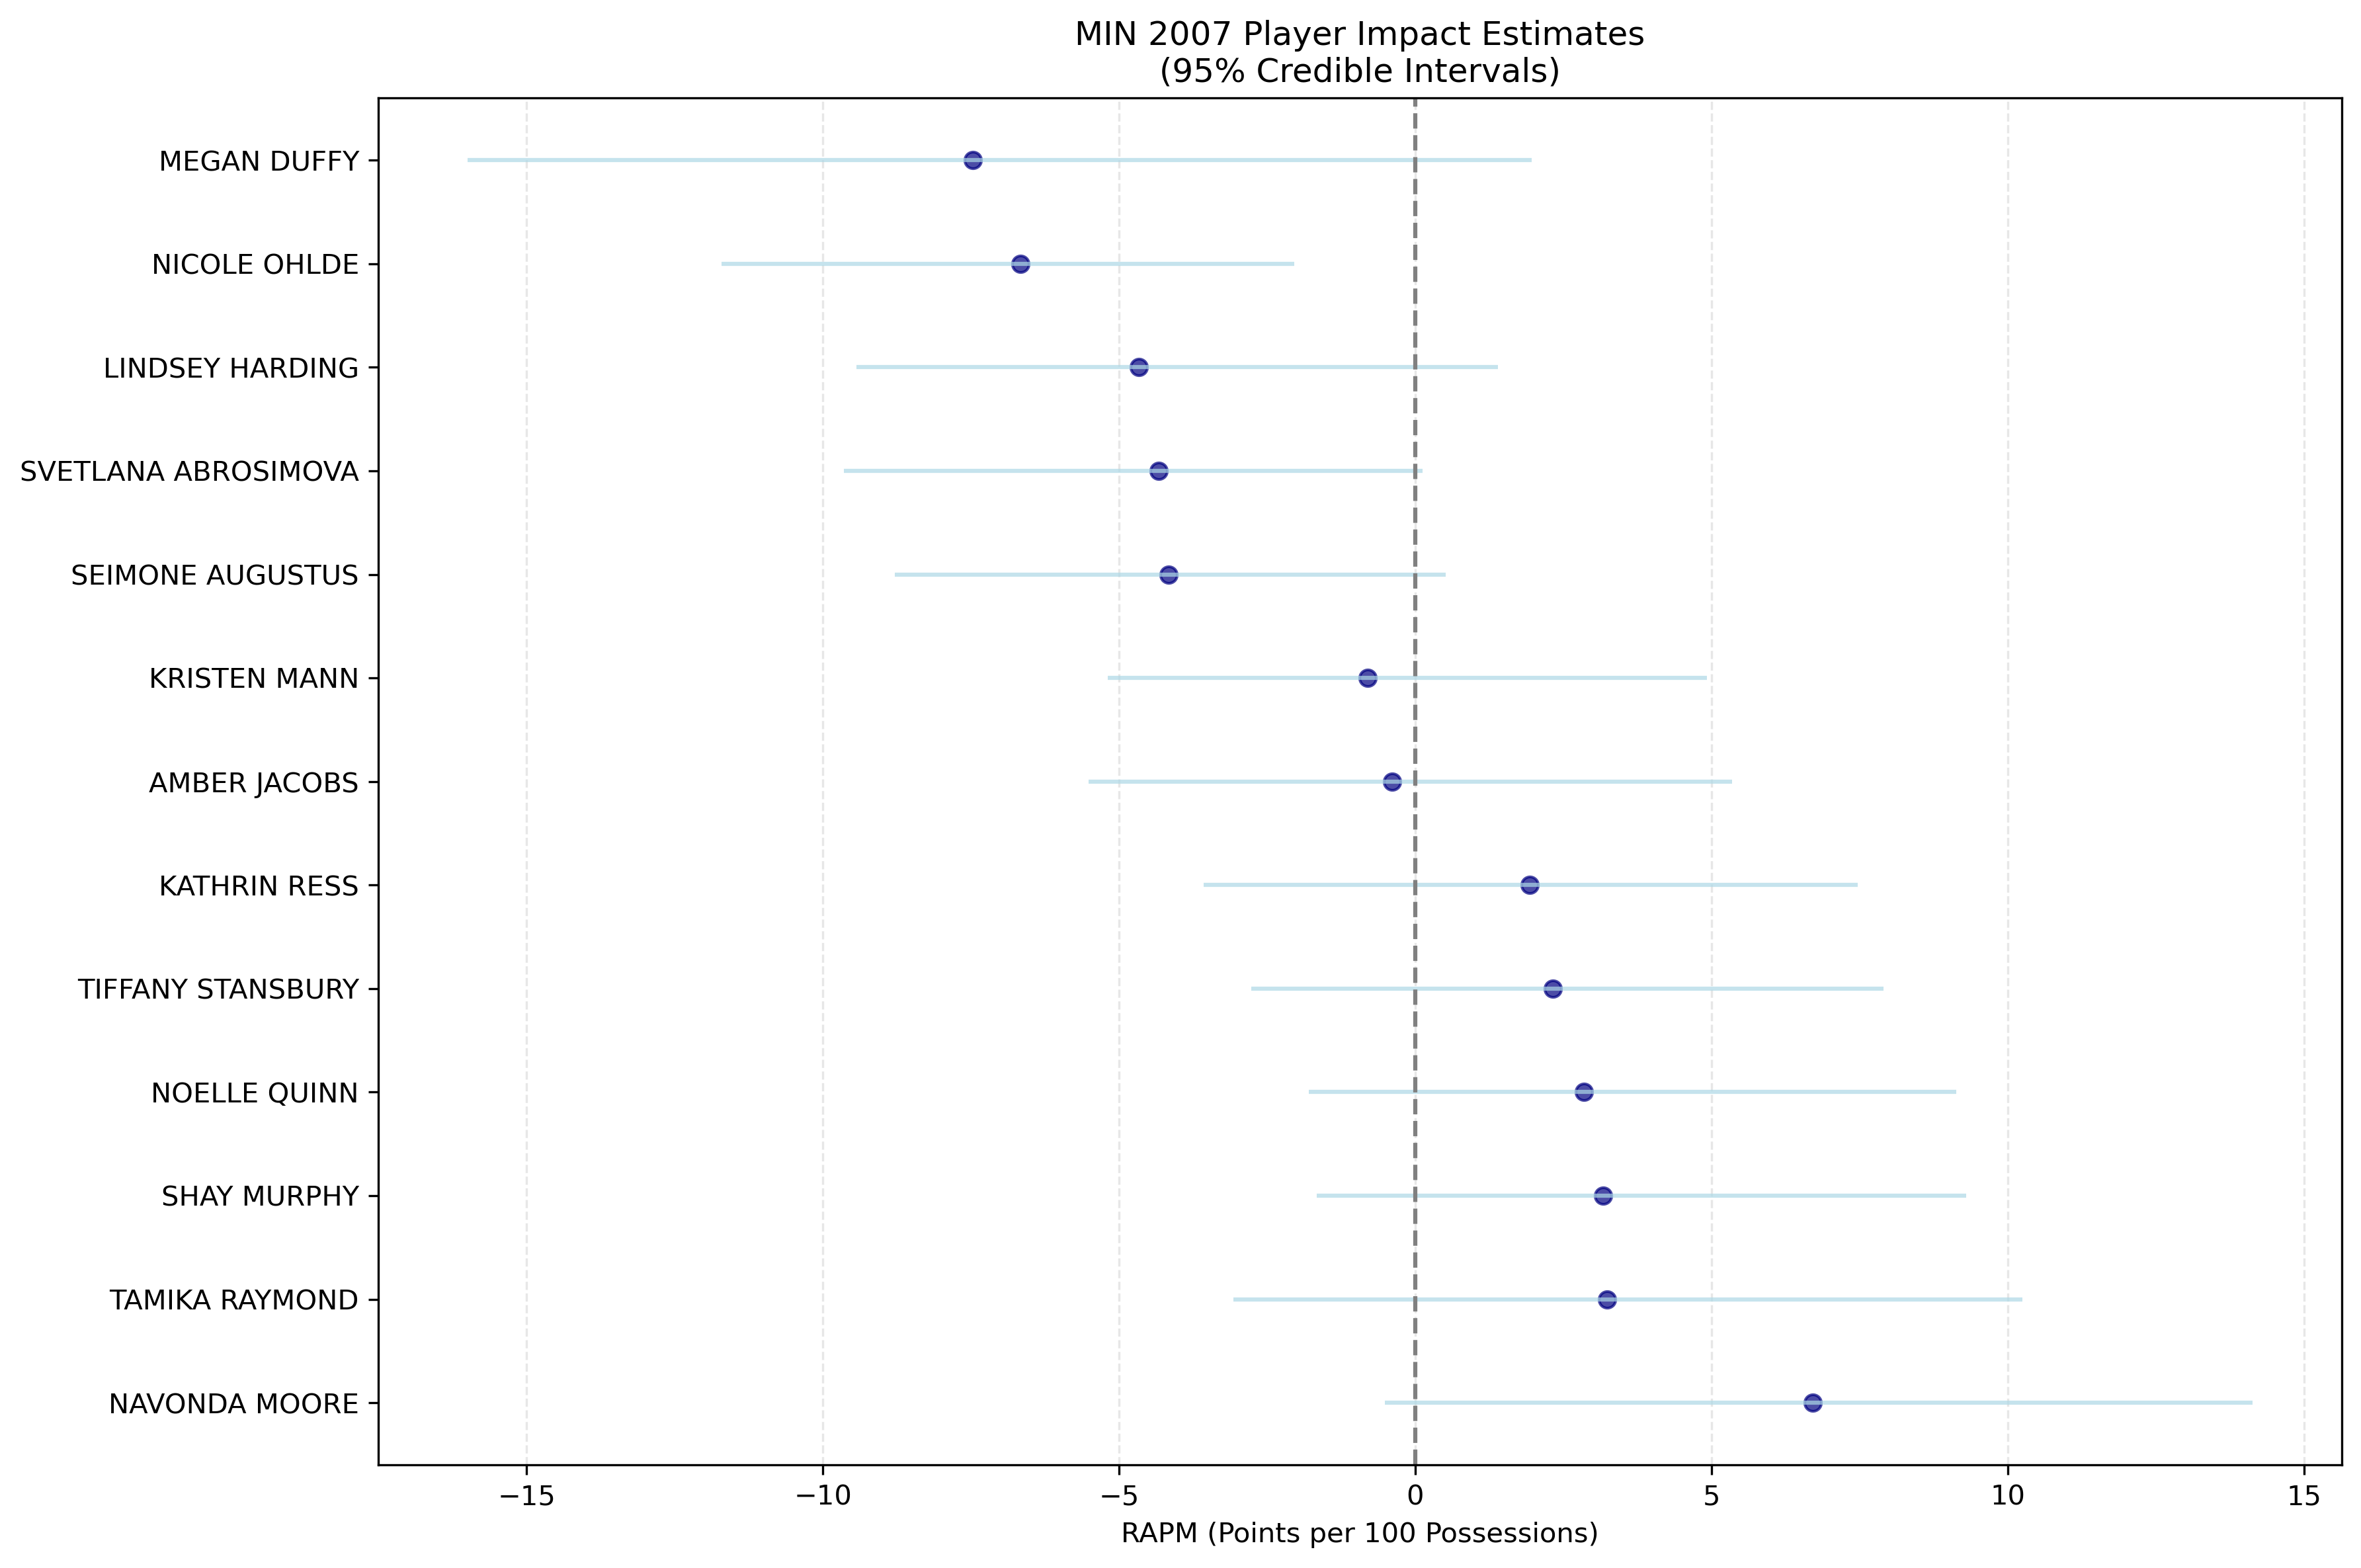 MIN 2007 Player Impact Estimates
(95% Credible Intervals)
MEGAN DUFFY
NICOLE OHLDE
LINDSEY HARDING
SVETLANA ABROSIMOVA
SEIMONE AUGUSTUS
KRISTEN MANN
AMBER JACOBS
KATHRIN RESS
TIFFANY STANSBURY
NOELLE QUINN
SHAY MURPHY
TAMIKA RAYMOND
NAVONDA MOORE
−15 −10 −5 0 5 10 15
RAPM (Points per 100 Possessions)